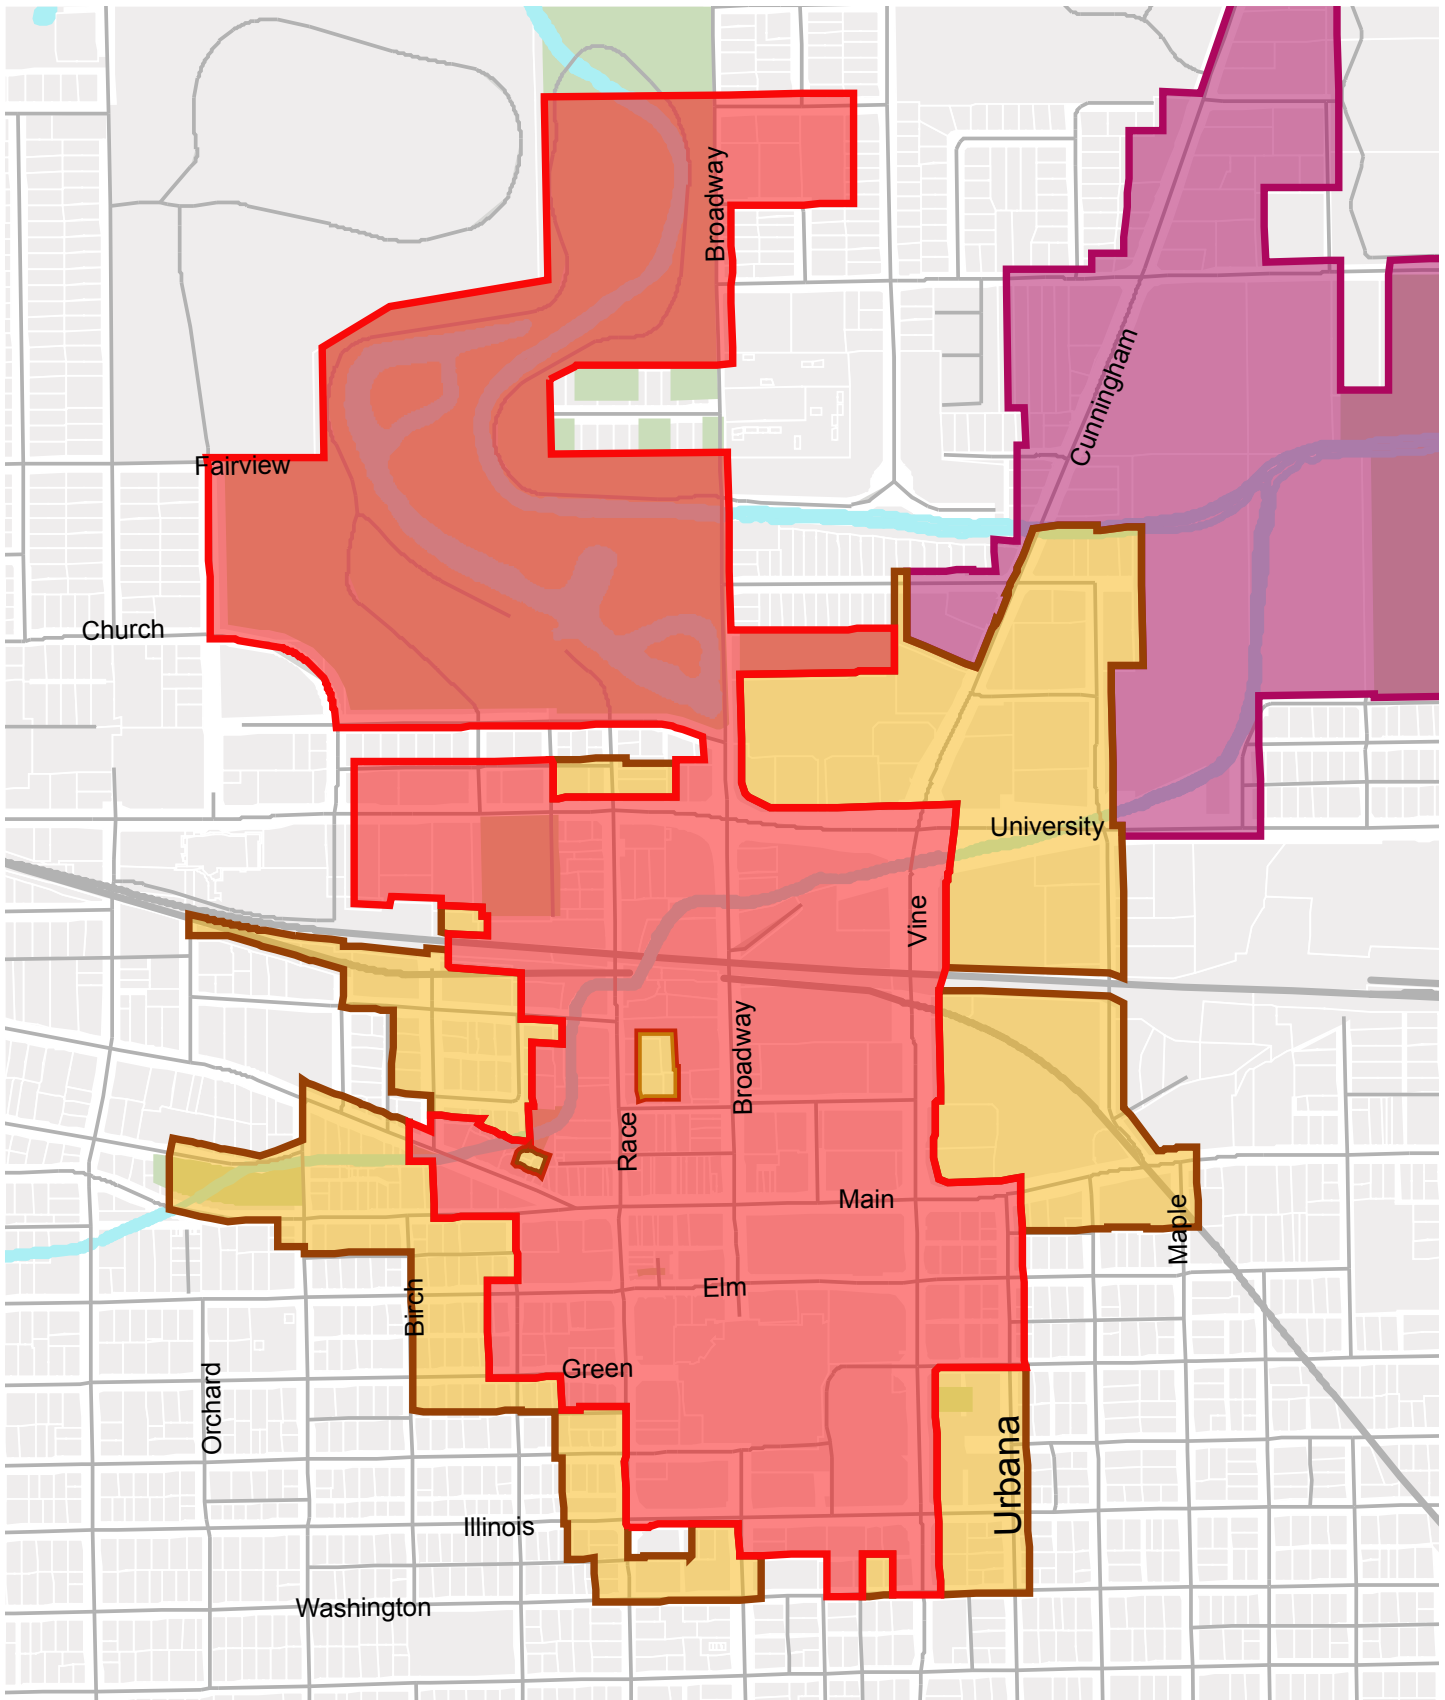 Broadway
Cunningham
Fairview
Church
University
Vine
Broadway
Race
Main
Maple
Elm
Birch
Green
Orchard
Urbana
Illinois
Washington